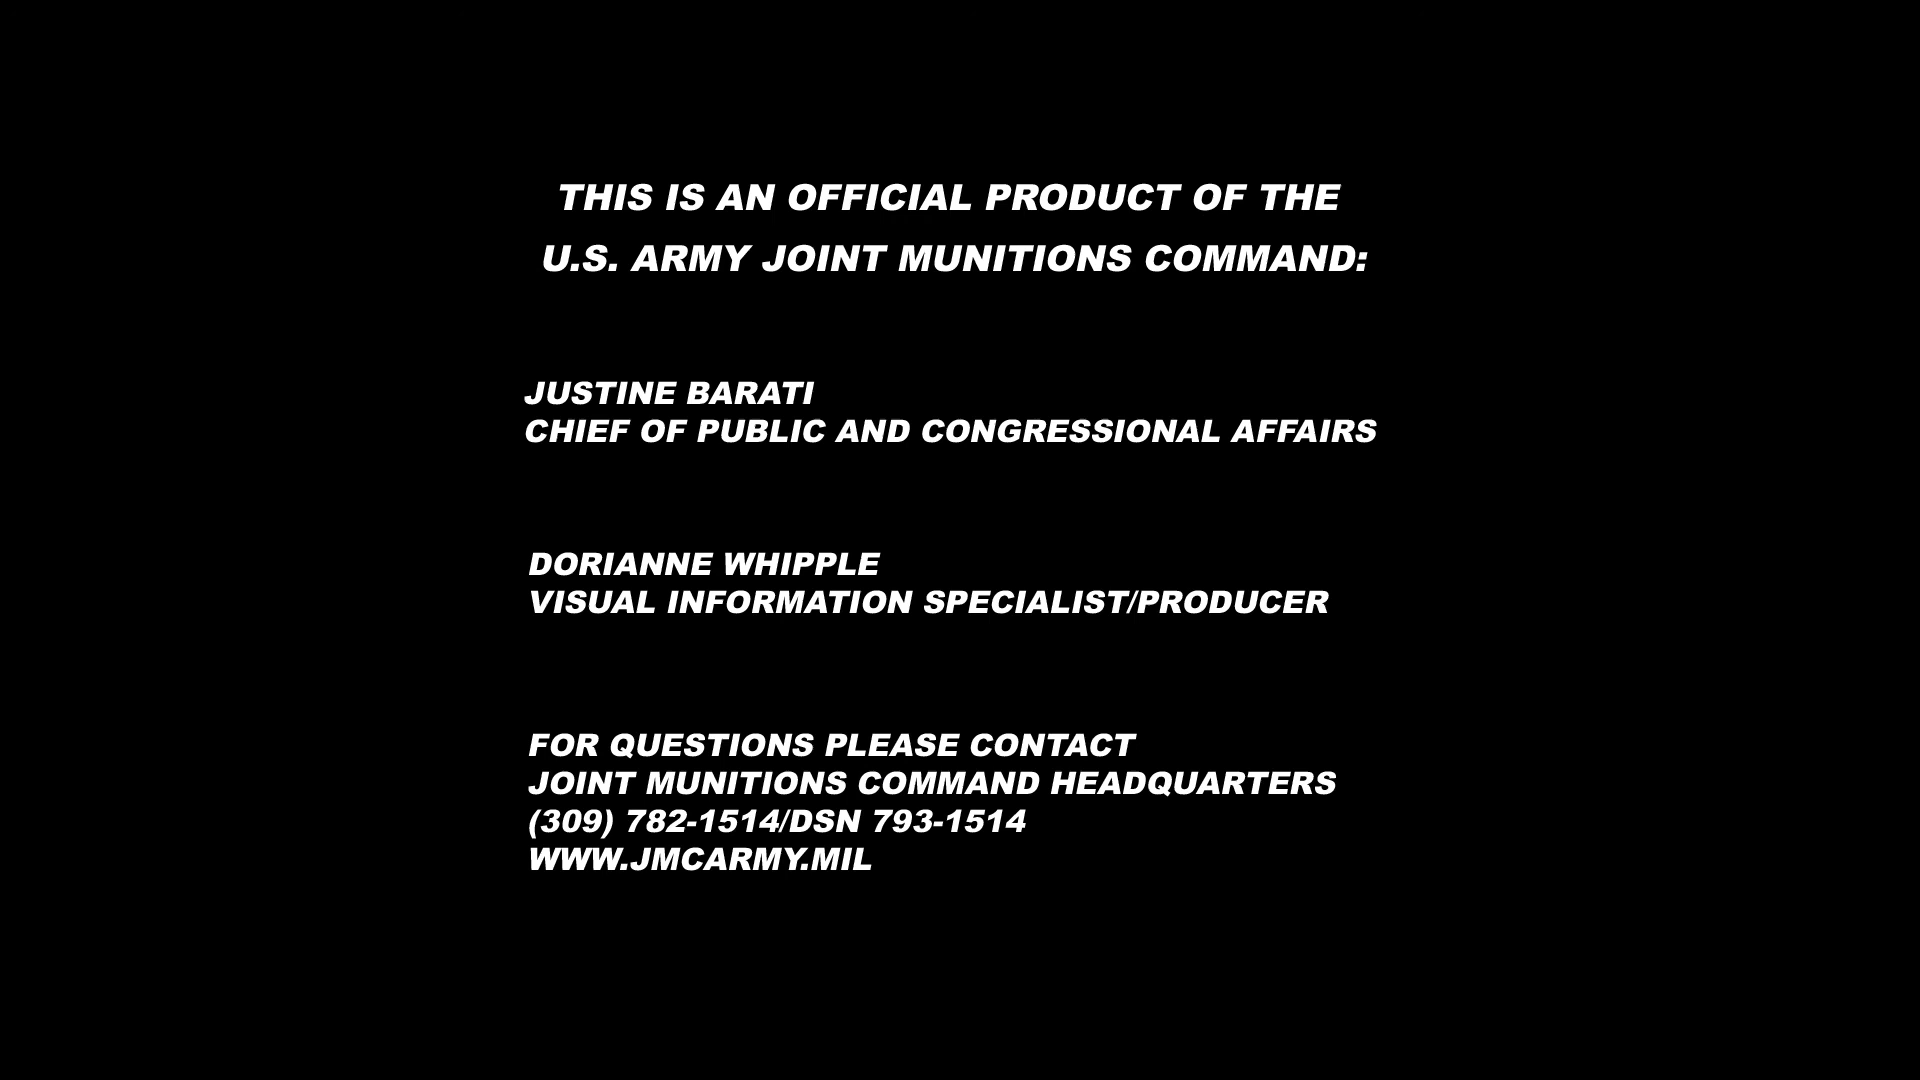 THIS IS AN OFFICIAL PRODUCT OF THE
U.S. ARMY JOINT MUNITIONS COMMAND:
JUSTINE BARATI
CHIEF OF PUBLIC AND CONGRESSIONAL AFFAIRS
DORIANNE WHIPPLE
VISUAL INFORMATION SPECIALIST/PRODUCER
FOR QUESTIONS PLEASE CONTACT
JOINT MUNITIONS COMMAND HEADQUARTERS
(309) 782-1514/DSN 793-1514
WWW.JMCARMY.MIL